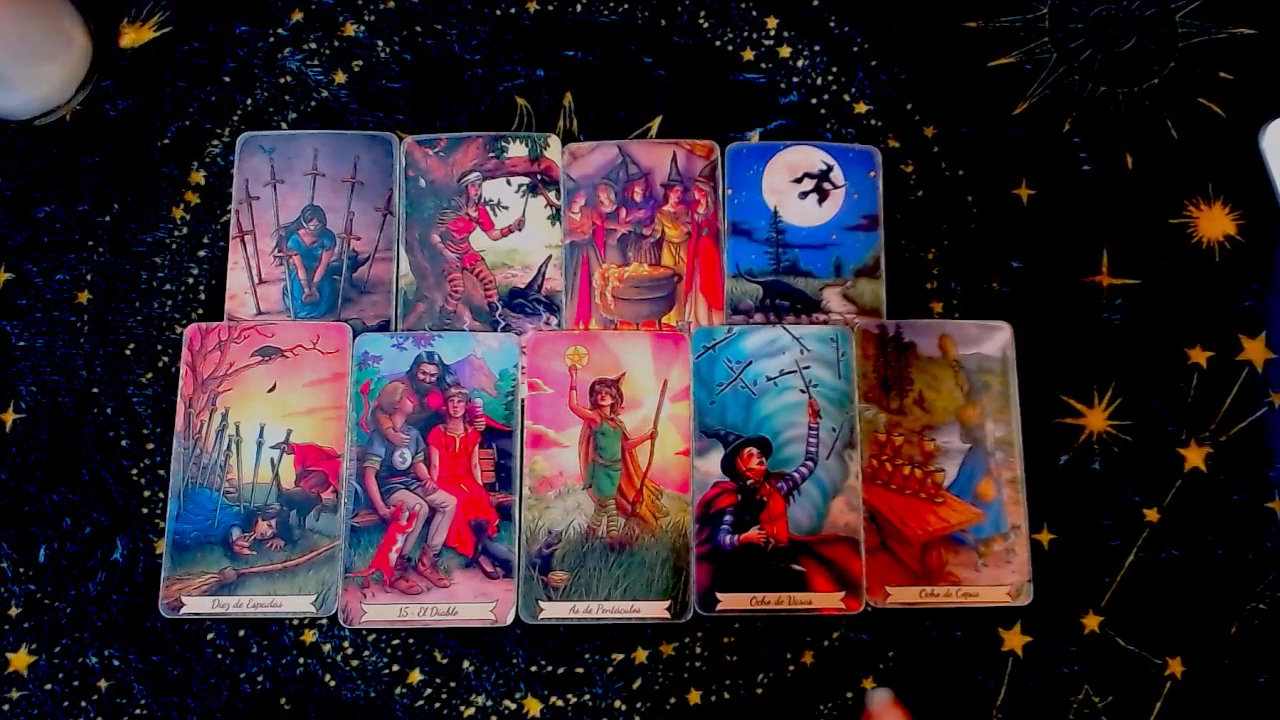 Diez de Espadas
15 - El Diablo
As de Pentáculos
Ocho de Varas
Ocho de Copas
$